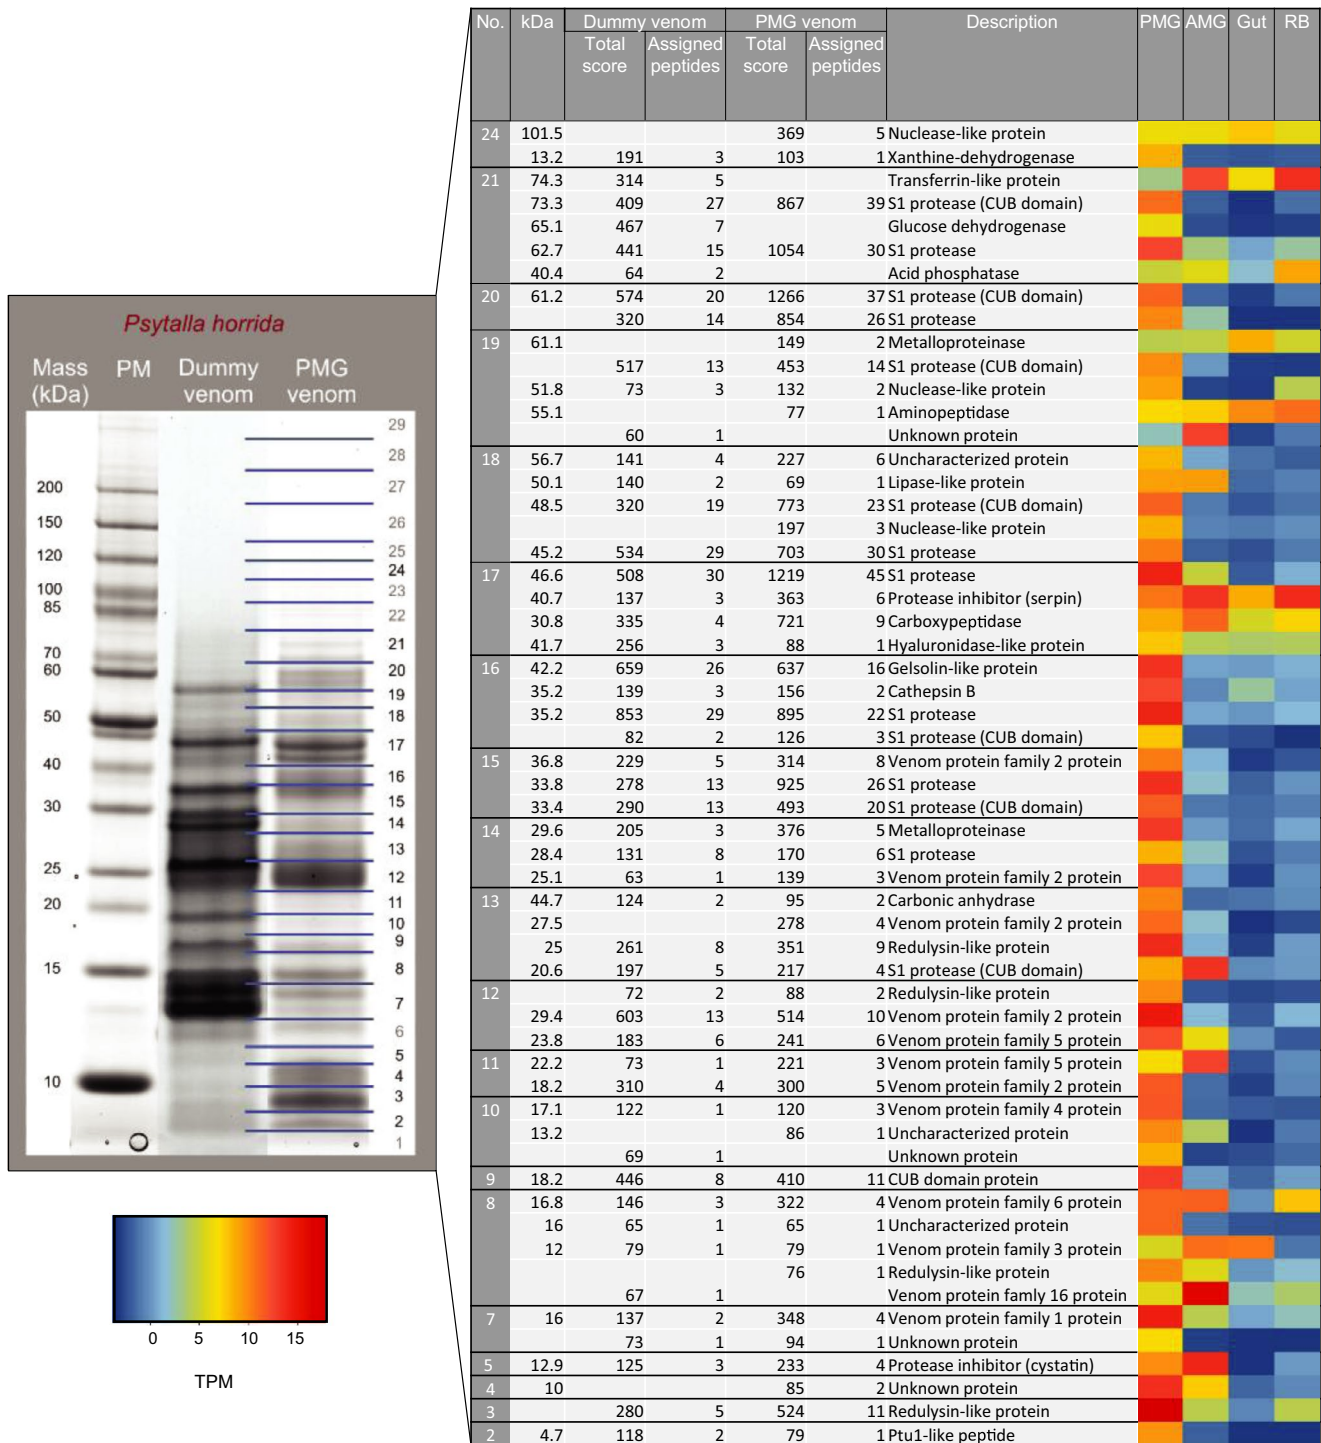 No. kDa Dummy venom PMG venom Description PMG AMG Gut RB
Total score Assigned peptides Total score Assigned peptides
24 101.5 369 5 Nuclease-like protein
13.2 191 3 103 1 Xanthine-dehydrogenase
21 74.3 314 5 Transferrin-like protein
73.3 409 27 867 39 S1 protease (CUB domain)
65.1 467 7 Glucose dehydrogenase
62.7 441 15 1054 30 S1 protease
40.4 64 2 Acid phosphatase
20 61.2 574 20 1266 37 S1 protease (CUB domain)
320 14 854 26 S1 protease
19 61.1 149 2 Metalloproteinase
517 13 453 14 S1 protease (CUB domain)
51.8 73 3 132 2 Nuclease-like protein
55.1 77 1 Aminopeptidase
60 1 Unknown protein
18 56.7 141 4 227 6 Uncharacterized protein
50.1 140 2 69 1 Lipase-like protein
48.5 320 19 773 23 S1 protease (CUB domain)
197 3 Nuclease-like protein
45.2 534 29 703 30 S1 protease
17 46.6 508 30 1219 45 S1 protease
40.7 137 3 363 6 Protease inhibitor (serpin)
30.8 335 4 721 9 Carboxypeptidase
41.7 256 3 88 1 Hyaluronidase-like protein
16 42.2 659 26 637 16 Gelsolin-like protein
35.2 139 3 156 2 Cathepsin B
35.2 853 29 895 22 S1 protease
82 2 126 3 S1 protease (CUB domain)
15 36.8 229 5 314 8 Venom protein family 2 protein
33.8 278 13 925 26 S1 protease
33.4 290 13 493 20 S1 protease (CUB domain)
14 29.6 205 3 376 5 Metalloproteinase
28.4 131 8 170 6 S1 protease
25.1 63 1 139 3 Venom protein family 2 protein
13 44.7 124 2 95 2 Carbonic anhydrase
27.5 278 4 Venom protein family 2 protein
25 261 8 351 9 Redulysin-like protein
20.6 197 5 217 4 S1 protease (CUB domain)
12 72 2 88 2 Redulysin-like protein
29.4 603 13 514 10 Venom protein family 2 protein
23.8 183 6 241 6 Venom protein family 5 protein
11 22.2 73 1 221 3 Venom protein family 5 protein
18.2 310 4 300 5 Venom protein family 2 protein
10 17.1 122 1 120 3 Venom protein family 4 protein
13.2 86 1 Uncharacterized protein
69 1 Unknown protein
9 18.2 446 8 410 11 CUB domain protein
8 16.8 146 3 322 4 Venom protein family 6 protein
16 65 1 65 1 Uncharacterized protein
12 79 1 79 1 Venom protein family 3 protein
76 1 Redulysin-like protein
67 1 Venom protein famly 16 protein
7 16 137 2 348 4 Venom protein family 1 protein
73 1 94 1 Unknown protein
5 12.9 125 3 233 4 Protease inhibitor (cystatin)
4 10 85 2 Unknown protein
3 280 5 524 11 Redulysin-like protein
2 4.7 118 2 79 1 Ptu1-like peptide
Psytalla horrida
Mass (kDa) PM Dummy venom PMG venom
29
28
200 27
150 26
120 25
24
100 23
85 22
70 21
60 20
19
50 18
17
40 16
30 15
14
13
25 12
20 11
10
9
15 8
7
6
5
10 4
3
2
1
0 5 10 15
TPM